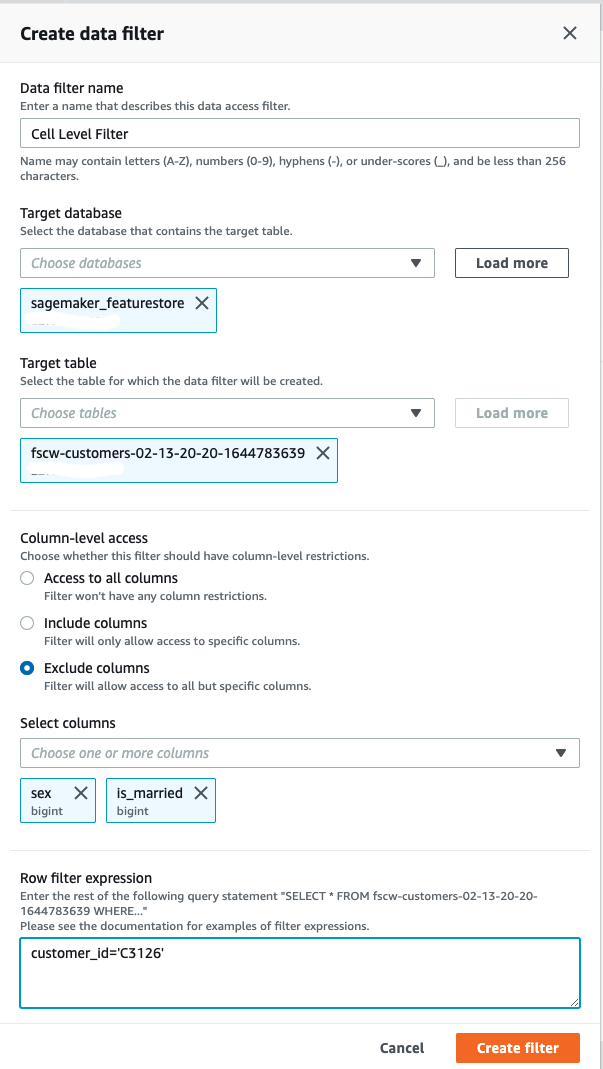 Create data filter
Data filter name
Enter a name that describes this data access filter.
Cell Level Filter
Name may contain letters (A-Z), numbers (0-9), hyphens (-), or under-scores (_), and be less than 256
characters.
Target database
Select the database that contains the target table.
Choose databases
Load more
sagemaker_featurestore
Target table
Select the table for which the data filter will be created.
Choose tables
Load more
fscw-customers-02-13-20-20-1644783639
Column-level access
Choose whether this filter should have column-level restrictions.
Access to all columns
Filter won't have any column restrictions.
Include columns
Filter will only allow access to specific columns.
Exclude columns
Filter will allow access to all but specific columns.
Select columns
Choose one or more columns
sex is_married
bigint bigint
Row filter expression
Enter the rest of the following query statement "SELECT * FROM fscw-customers-02-13-20-20-
1644783639 WHERE..."
Please see the documentation for examples of filter expressions.
customer_id='C3126'
Cancel Create filter